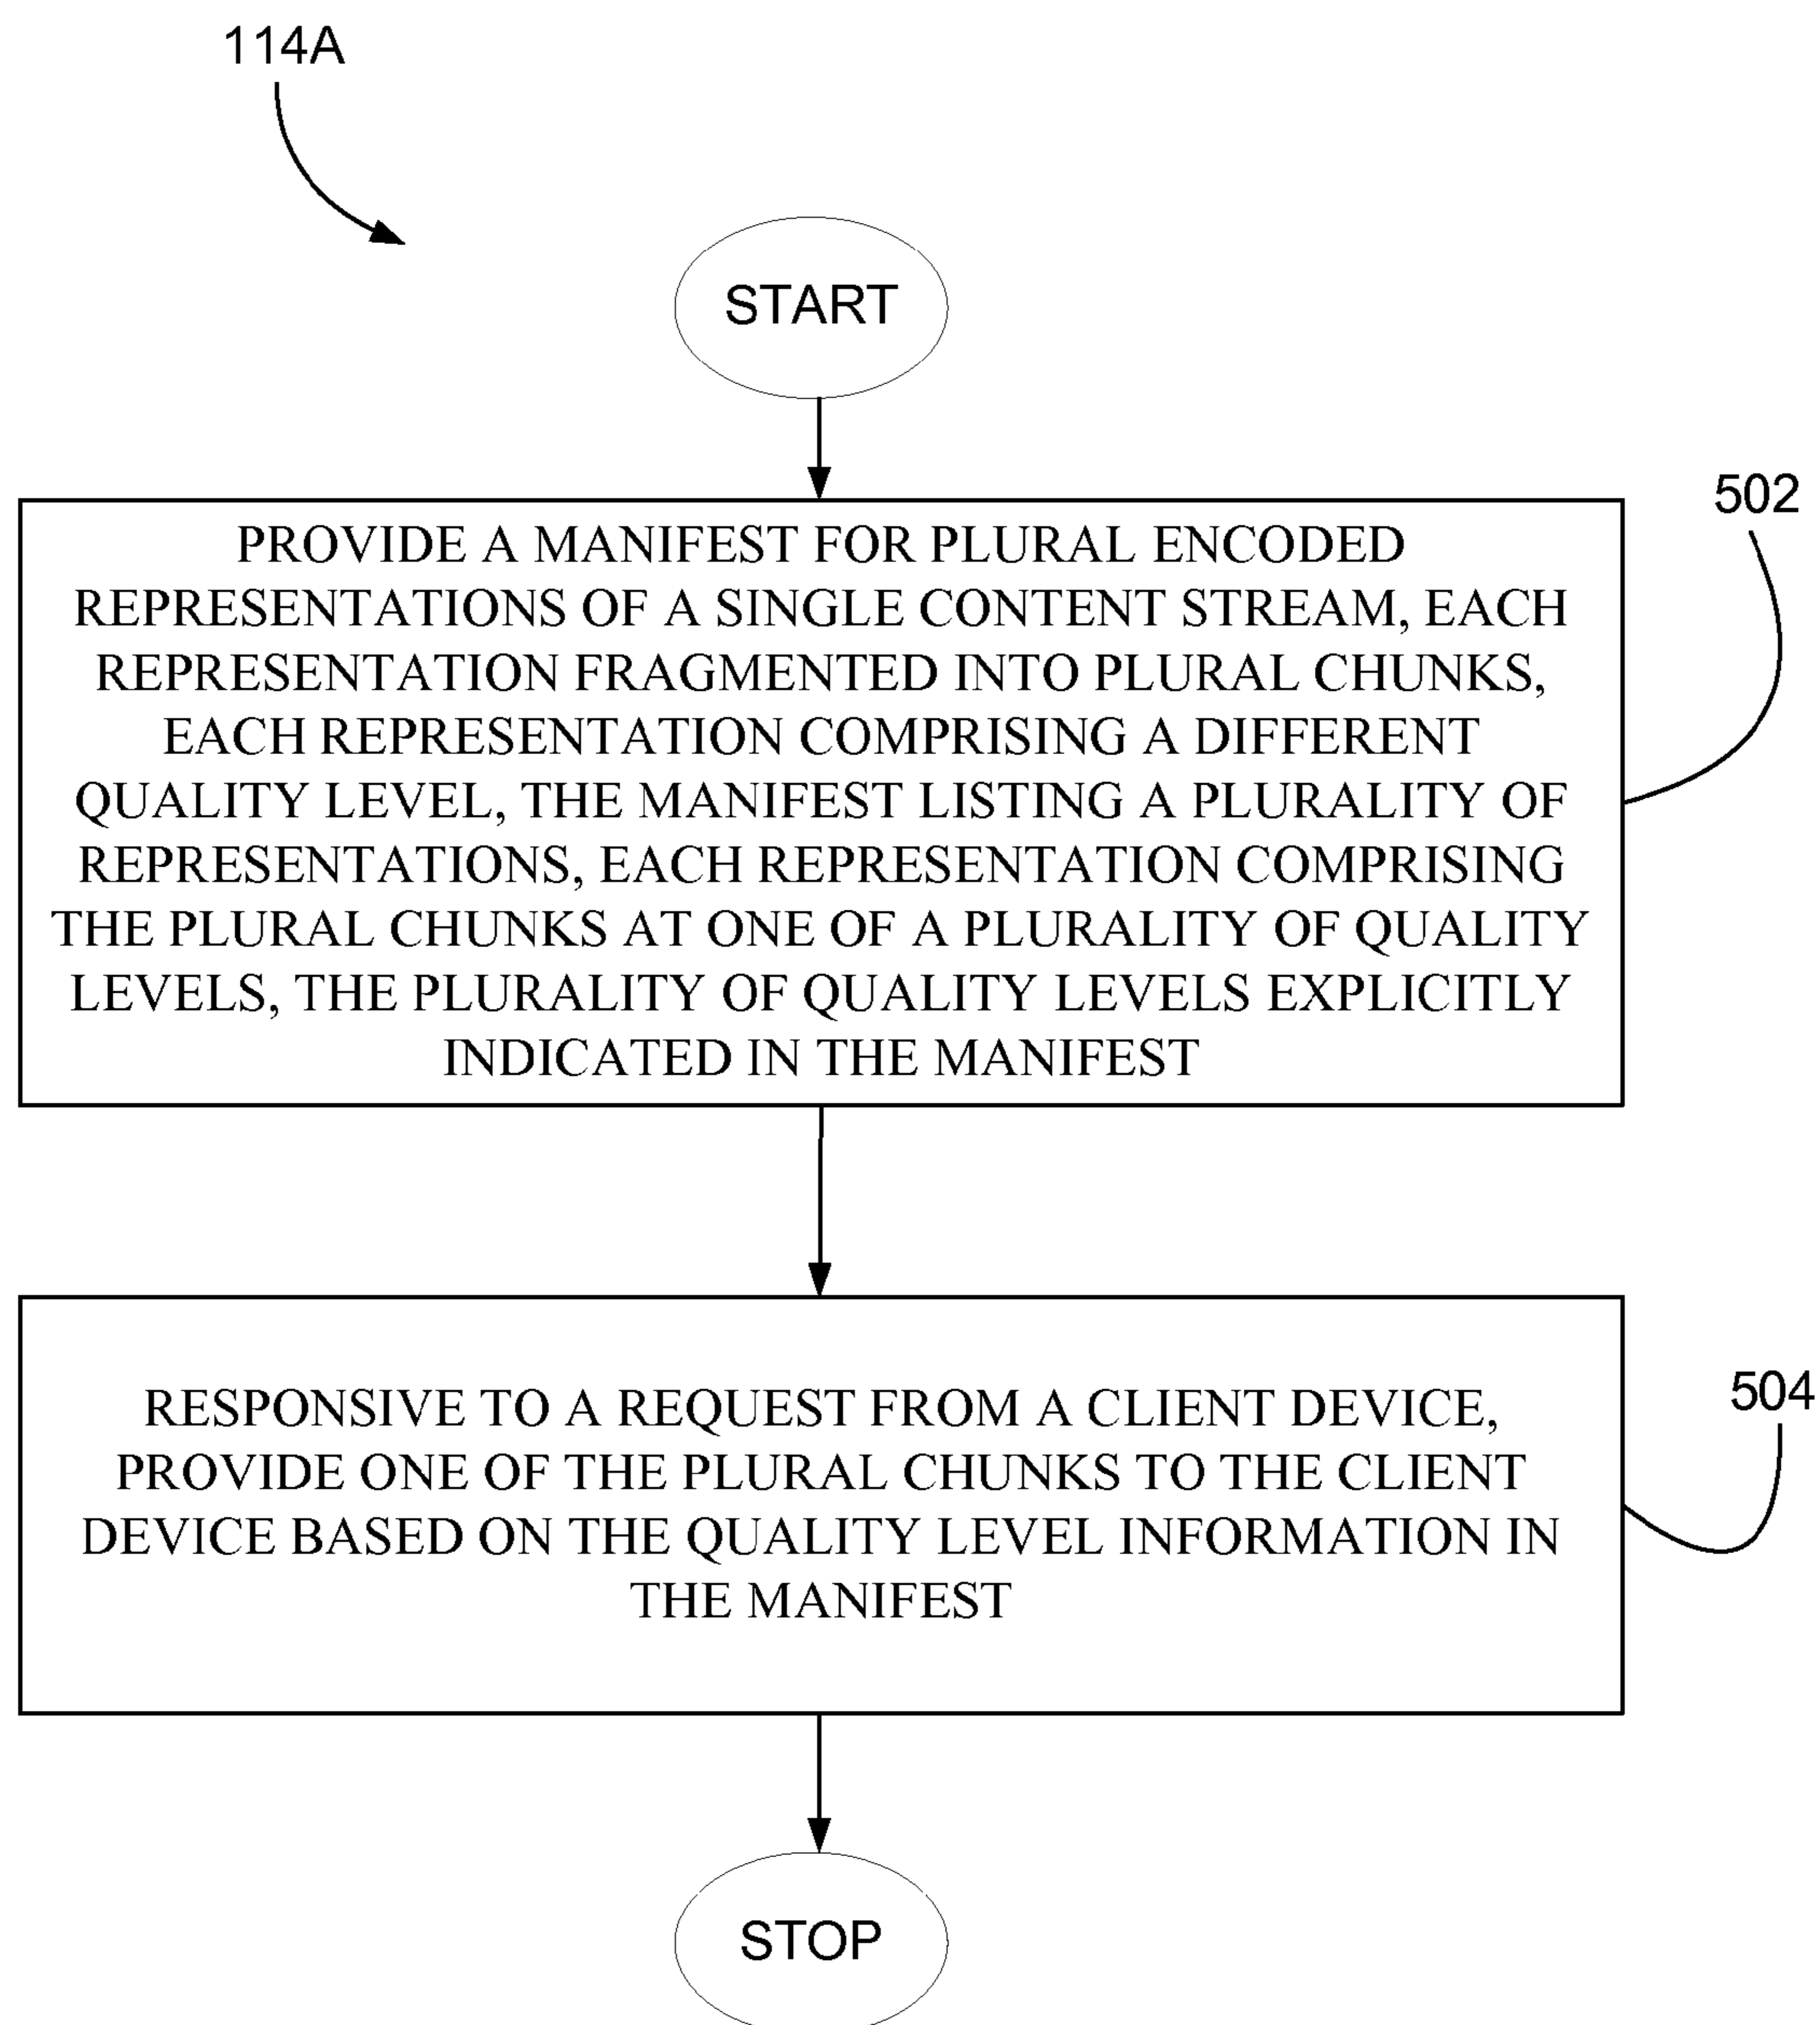 114A
START
502
PROVIDE A MANIFEST FOR PLURAL ENCODED
REPRESENTATIONS OF A SINGLE CONTENT STREAM, EACH
REPRESENTATION FRAGMENTED INTO PLURAL CHUNKS,
EACH REPRESENTATION COMPRISING A DIFFERENT
QUALITY LEVEL, THE MANIFEST LISTING A PLURALITY OF
REPRESENTATIONS, EACH REPRESENTATION COMPRISING
THE PLURAL CHUNKS AT ONE OF A PLURALITY OF QUALITY
LEVELS, THE PLURALITY OF QUALITY LEVELS EXPLICITLY
INDICATED IN THE MANIFEST
504
RESPONSIVE TO A REQUEST FROM A CLIENT DEVICE,
PROVIDE ONE OF THE PLURAL CHUNKS TO THE CLIENT
DEVICE BASED ON THE QUALITY LEVEL INFORMATION IN
THE MANIFEST
STOP